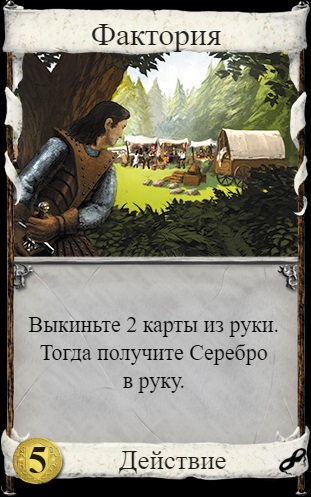 Фактория
Выкиньте 2 карты из руки.
Тогда получите Серебро
в руку.
5
Действие